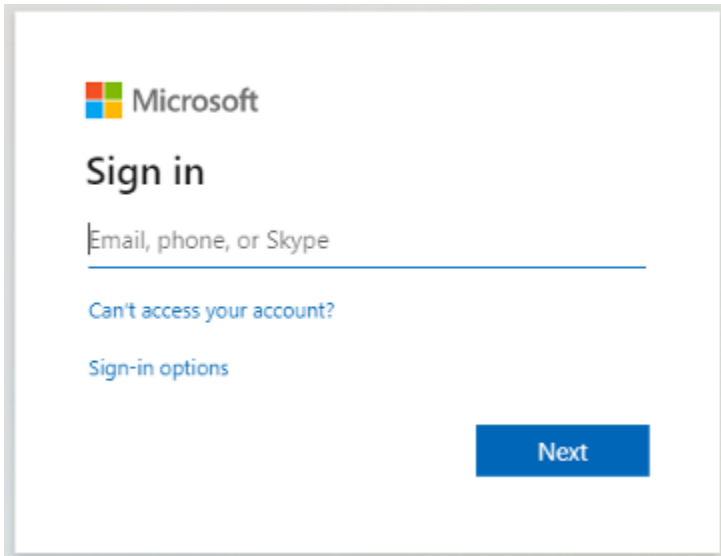 Microsoft
Sign in
Email, phone, or Skype
Can't access your account?
Sign-in options
Next